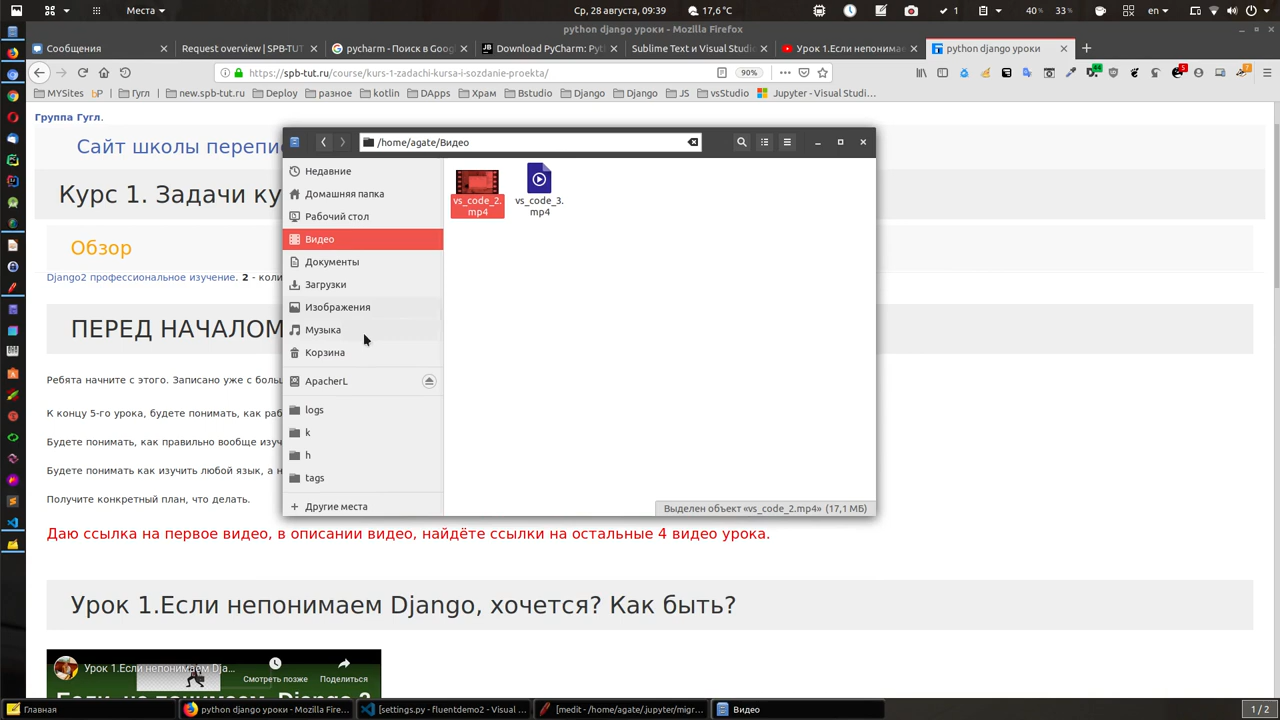 Места
Ср, 28 августа, 09:39
17,6°C
1
40%
33°C
en
python django уроки - Mozilla Firefox
Сообщения
Request overview | SPB-TUT
pycharm - Поиск в Goog
Download PyCharm: Pyt
Sublime Text и Visual Studi
Урок 1.Если непонимаем
python django уроки
https://spb-tut.ru/course/kurs-1-zadachi-kursa-i-sozdanie-proekta/
90%
MYSites
bP
Гугл
new.spb-tut.ru
Deploy
разное
kotlin
DApps
Храм
Bstudio
Django
Django
JS
vsStudio
Jupyter - Visual Studi...
Группа Гугл.
Сайт школы перепи
Курс 1. Задачи ку
Обзор
Django2 профессиональное изучение. 2 - коли
ПЕРЕД НАЧАЛОМ
Ребята начните с этого. Записано уже с боль
К концу 5-го урока, будете понимать, как раб
Будете понимать, как правильно вообще изуч
Будете понимать как изучить любой язык, а н
Получите конкретный план, что делать.
Даю ссылка на первое видео, в описании видео, найдёте ссылки на остальные 4 видео урока.
Урок 1.Если непонимаем Django, хочется? Как быть?
Урок 1.Если непонимаем Dja...
Смотреть позже
Поделиться
/home/agate/Видео
Недавние
Домашняя папка
Рабочий стол
Видео
Документы
Загрузки
Изображения
Музыка
Корзина
ApacherL
logs
k
h
tags
Другие места
vs_code_2.
mp4
vs_code_3.
mp4
Выделен объект «vs_code_2.mp4» (17,1 МБ)
Главная
python django уроки - Mozilla Fire...
[settings.py - fluentdemo2 - Visual ...
[medit - /home/agate/.jupyter/migr...
Видео
1 / 2